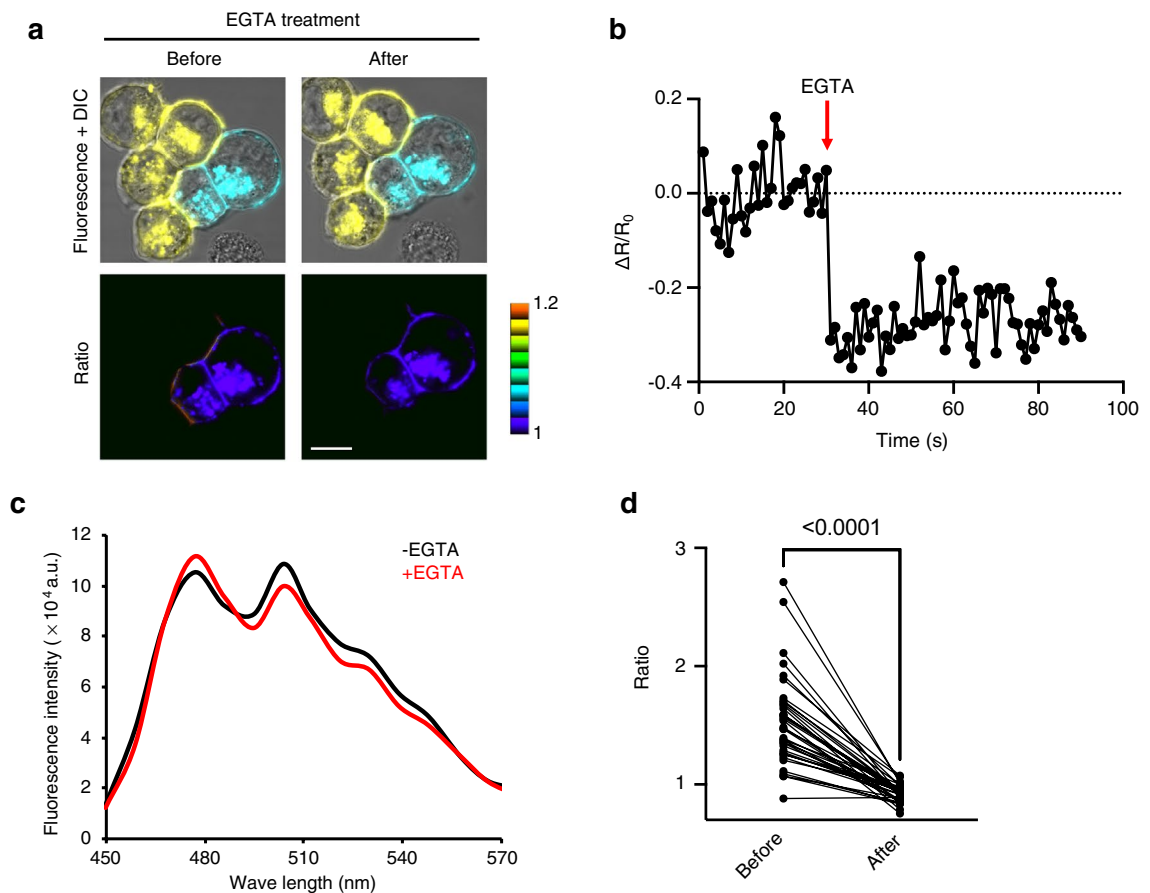 a
EGTA treatment
Before
After
Fluorescence + DIC
Ratio
1.2
1
b
EGTA
0.2
0.0
-0.2
-0.4
0
20
40
60
80
100
ΔR/R0
Time (s)
c
12
10
8
6
4
2
0
450
480
510
540
570
Fluorescence intensity ( × 10 4 a.u.)
Wave length (nm)
-EGTA
+EGTA
d
<0.0001
3
2
1
Ratio
Before
After